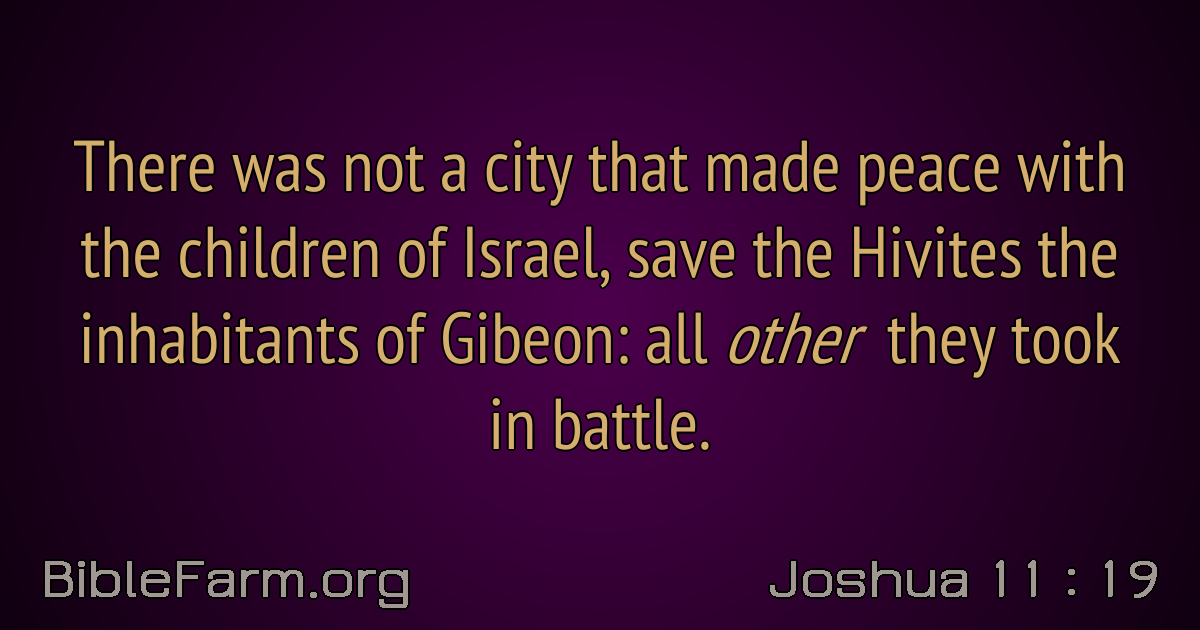 There was not a city that made peace with
the children of Israel, save the Hivites the
inhabitants of Gibeon: all other they took
in battle.
BibleFarm.org
Joshua 11 : 19